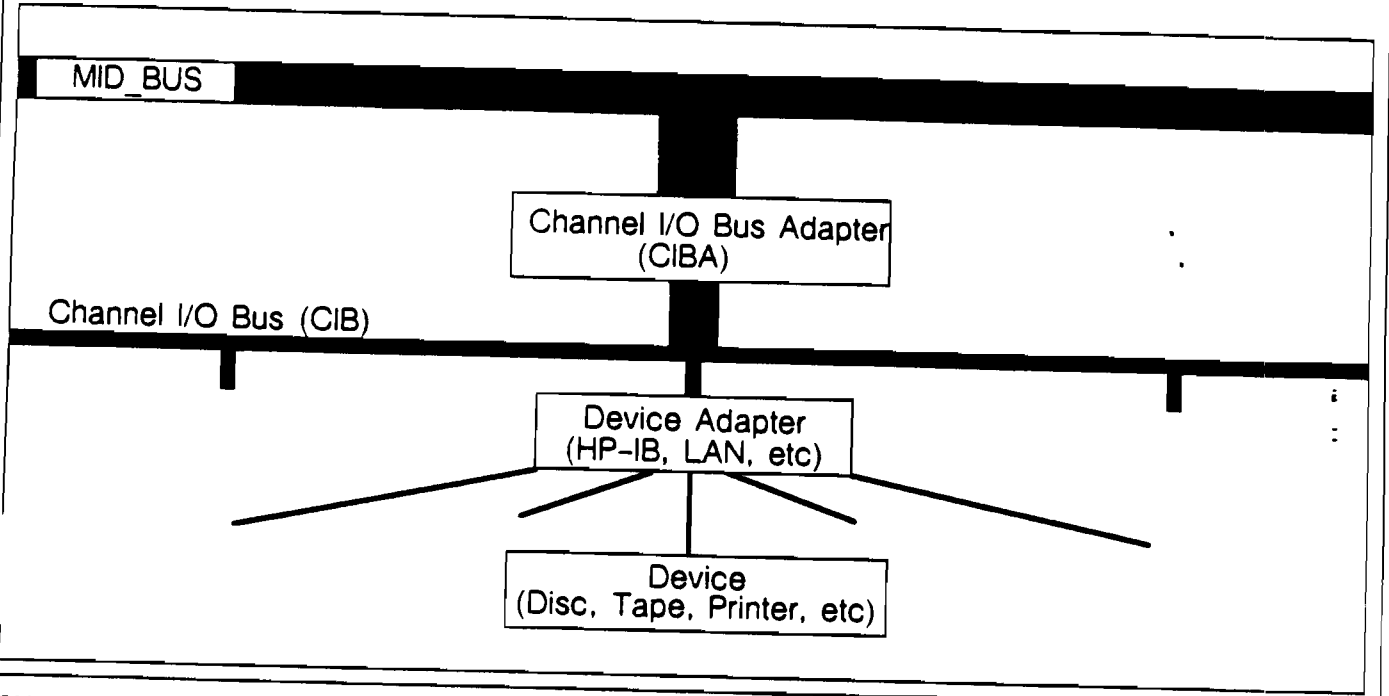 MID_BUS
Channel I/O Bus Adapter
(CIBA)
Channel I/O Bus (CIB)
Device Adapter
(HP-IB, LAN, etc)
Device
(Disc, Tape, Printer, etc)